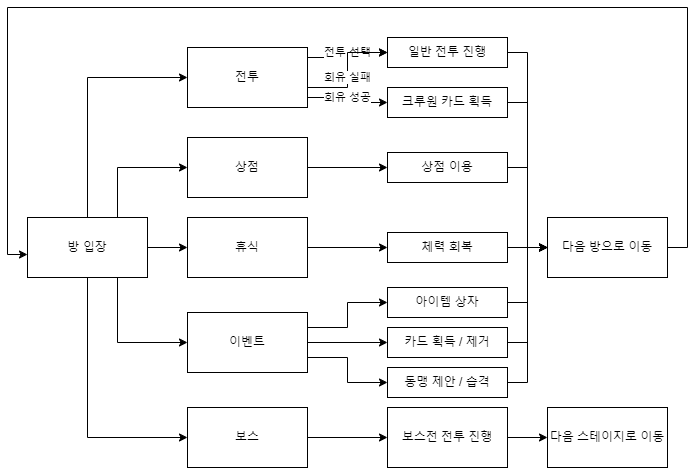 전투
전투 선택
회유 실패
회유 성공
일반 전투 진행
크루원 카드 획득
상점
상점 이용
방 입장
휴식
체력 회복
다음 방으로 이동
이벤트
아이템 상자
카드 획득 / 제거
동맹 제안 / 습격
보스
보스전 전투 진행
다음 스테이지로 이동